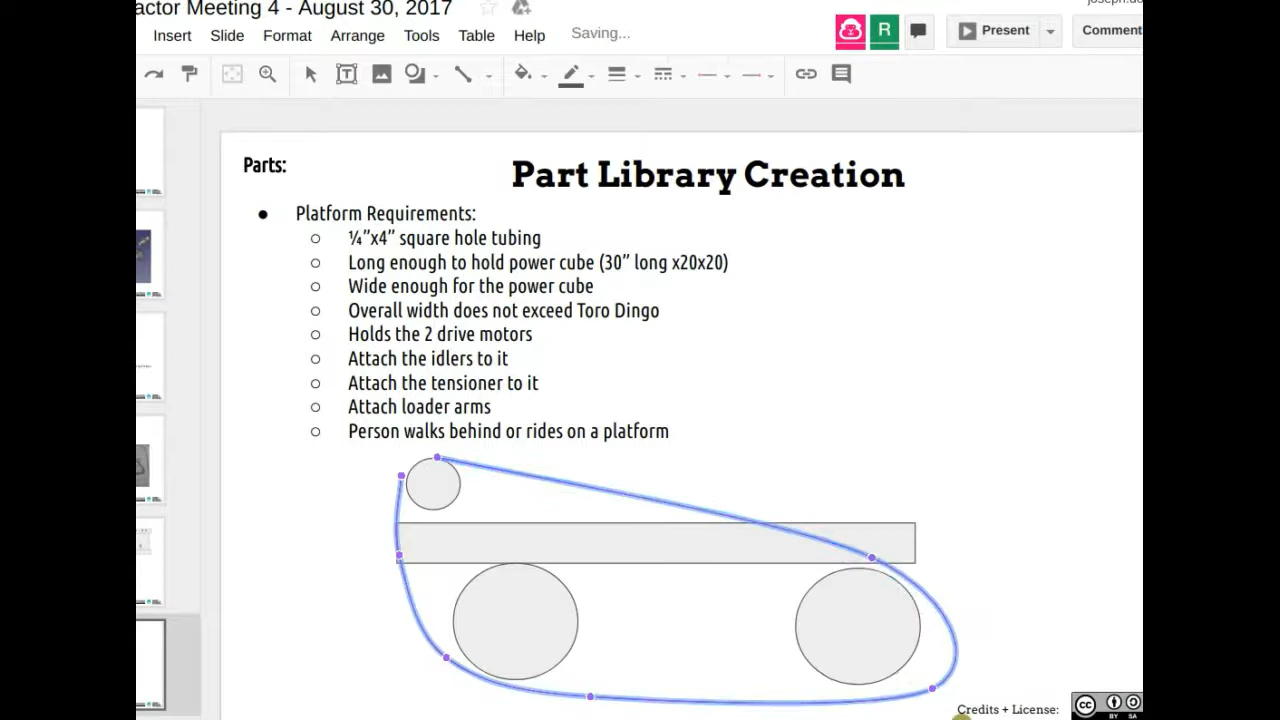 actor Meeting 4 - August 30, 2017
Insert Slide Format Arrange Tools Table Help Saving...
R Present Comment
Parts:
Part Library Creation
● Platform Requirements:
○ ¼”x4” square hole tubing
○ Long enough to hold power cube (30” long x20x20)
○ Wide enough for the power cube
○ Overall width does not exceed Toro Dingo
○ Holds the 2 drive motors
○ Attach the idlers to it
○ Attach the tensioner to it
○ Attach loader arms
○ Person walks behind or rides on a platform
Credits + License:
cc
BY SA